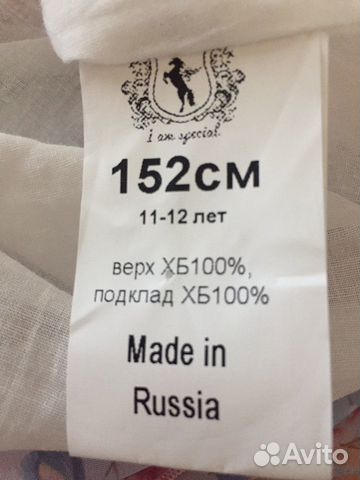 I am special.
152см
11-12 лет
верх ХБ100%,
подклад ХБ100%
Made in
Russia
Avito